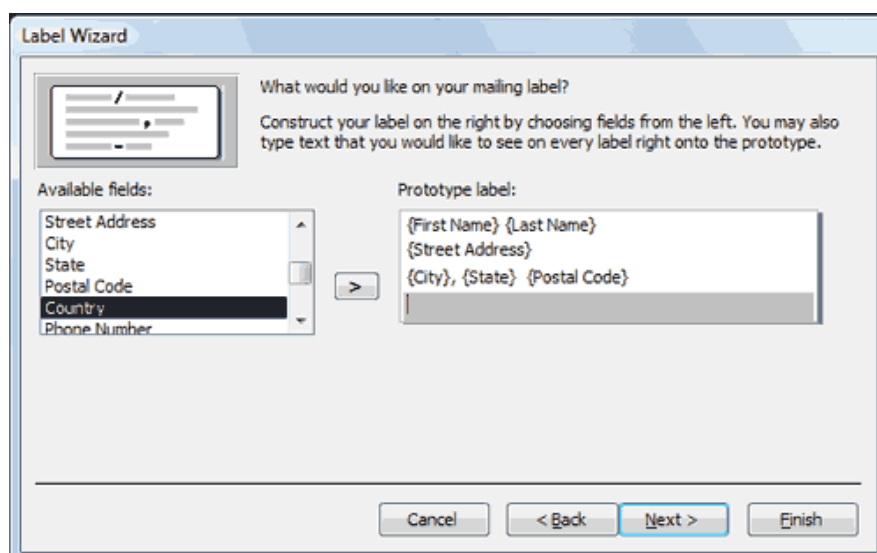 Label Wizard
What would you like on your mailing label?
Construct your label on the right by choosing fields from the left. You may also
type text that you would like to see on every label right onto the prototype.
Available fields:
Street Address
City
State
Postal Code
Country
Phone Number
>
Prototype label:
{First Name} {Last Name}
{Street Address}
{City}, {State}  {Postal Code}
Cancel
< Back
Next >
Finish